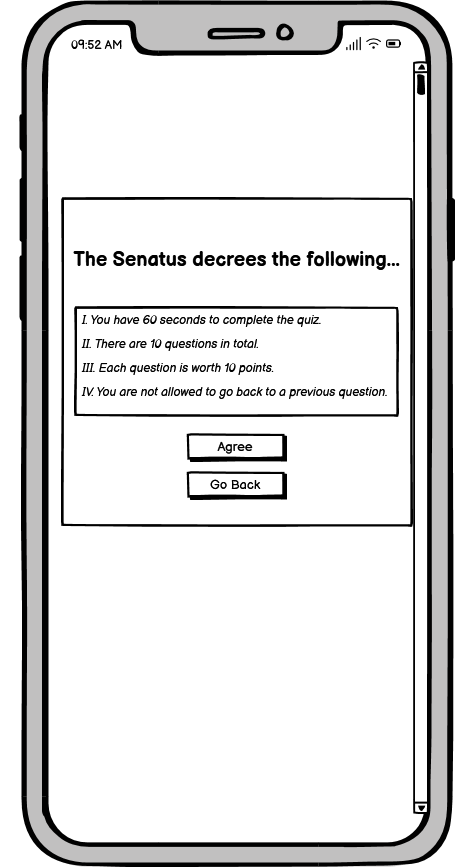 09:52 AM
The Senatus decrees the following...
I. You have 60 seconds to complete the quiz.
II. There are 10 questions in total.
III. Each question is worth 10 points.
IV. You are not allowed to go back to a previous question.
Agree
Go Back